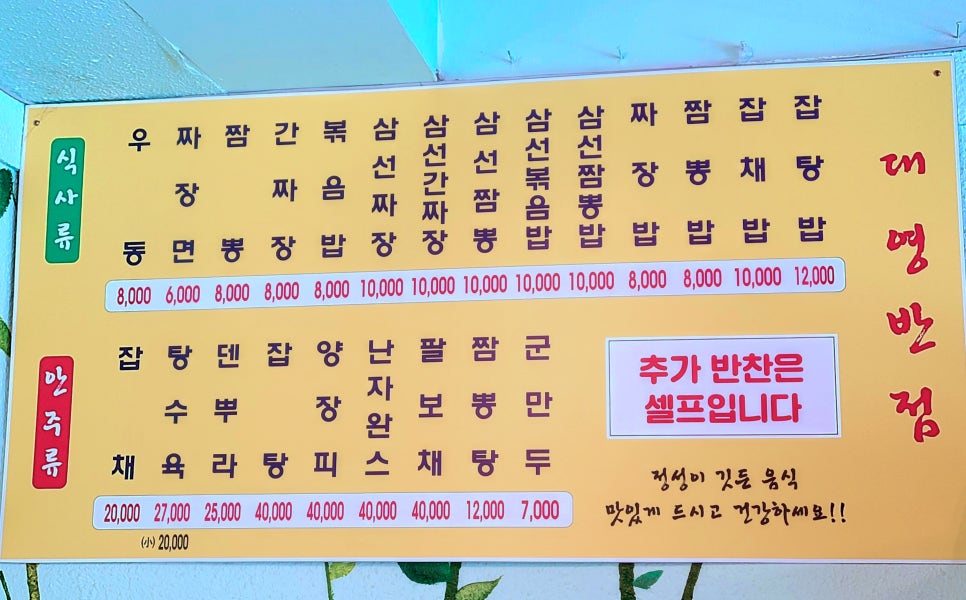 식사류
우동 짜장면 짬뽕 간짜장 볶음밥 삼선짜장 삼선간짜장 삼선짬뽕 삼선볶음밥 삼선짬뽕밥 짜장밥 짬뽕밥 잡채밥 잡탕밥
8,000 6,000 8,000 8,000 8,000 10,000 10,000 10,000 10,000 10,000 8,000 8,000 10,000 12,000
안주류
잡채 탕수육 덴뿌라 잡탕 양장피 난자완스 팔보채 짬뽕탕 군만두
20,000 27,000 25,000 40,000 40,000 40,000 40,000 12,000 7,000
(小) 20,000
추가 반찬은
셀프입니다
정성이 깃든 음식
맛있게 드시고 건강하세요!!
대영반점